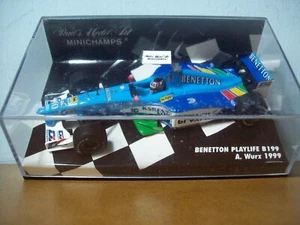 Paul's Model Art
MINICHAMPS
BENETTON
BENETTON PLAYLIFE B199
A. Wurz 1999